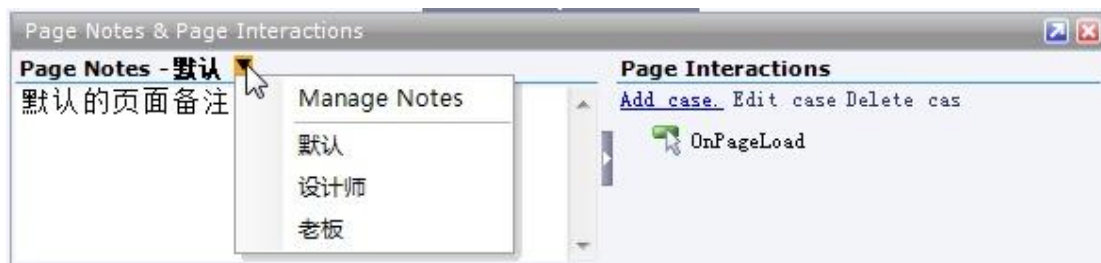 Page Notes & Page Interactions
Page Notes - 默认
默认的页面备注
Manage Notes
默认
设计师
老板
Page Interactions
Add case. Edit case Delete cas
OnPageLoad